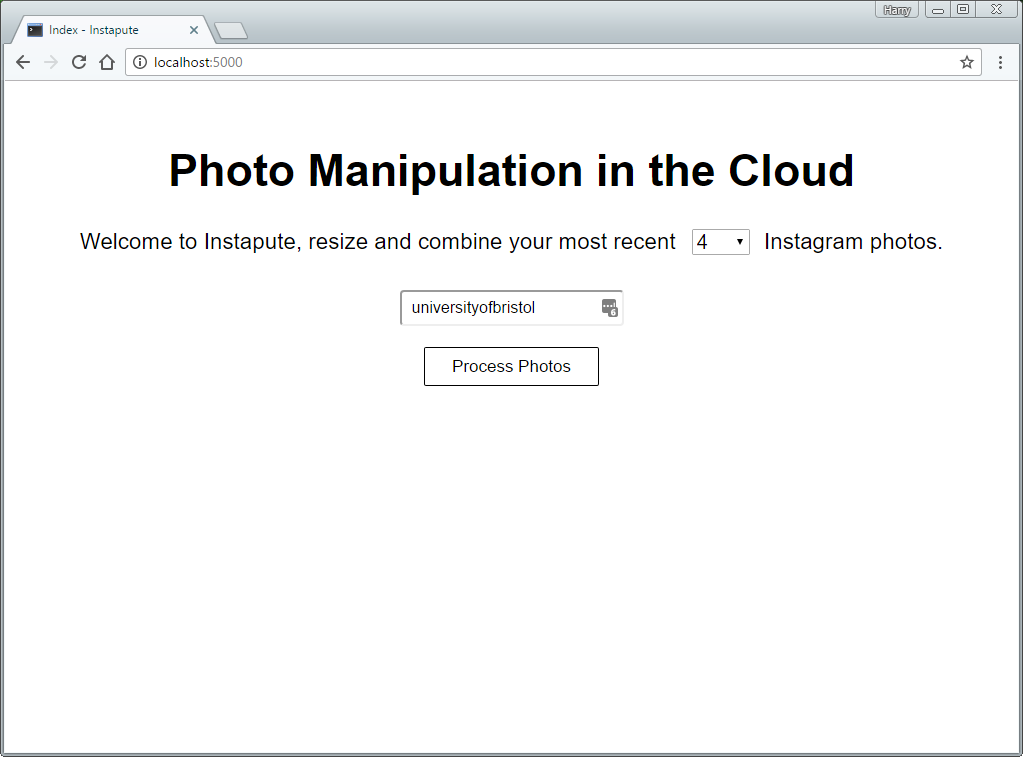 Harry
Index - Instapute
localhost:5000
Photo Manipulation in the Cloud
Welcome to Instapute, resize and combine your most recent 4 Instagram photos.
universityofbristol 6
Process Photos